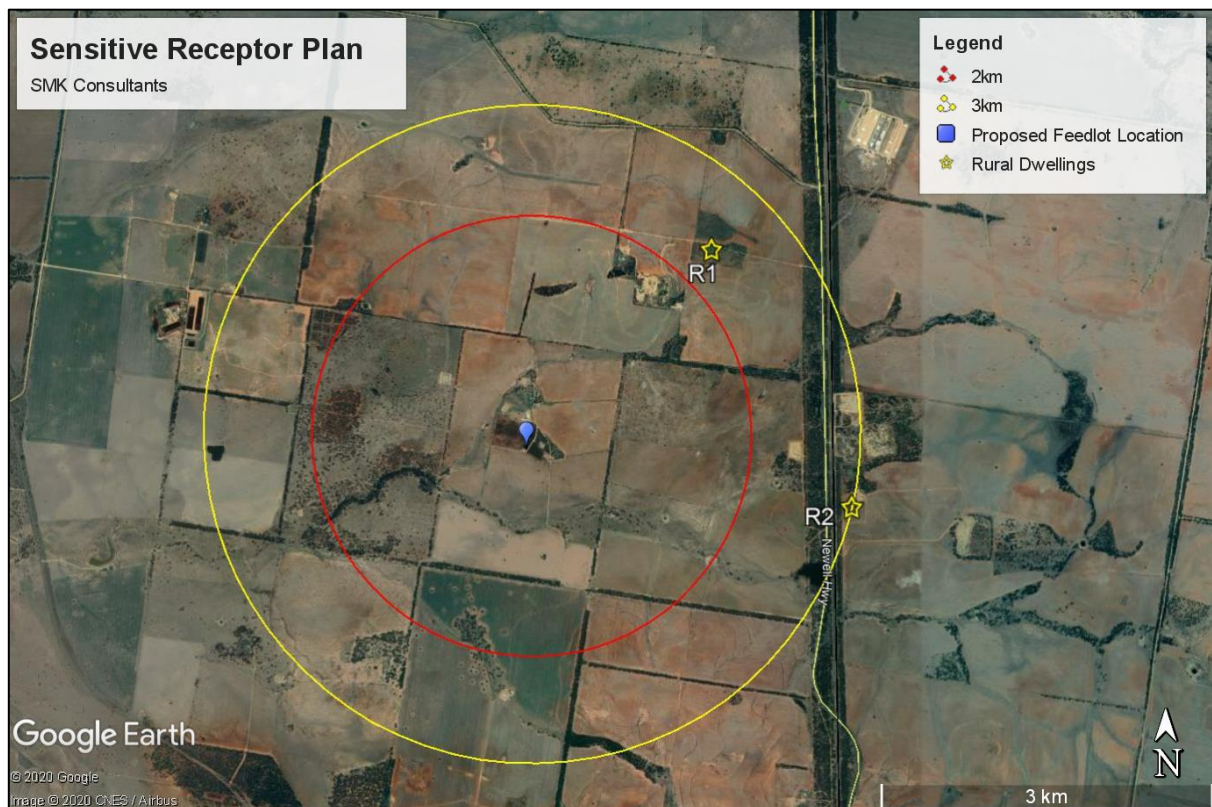 Sensitive Receptor Plan
SMK Consultants
Legend
2km
3km
Proposed Feedlot Location
Rural Dwellings
R1
R2
Newell Hwy
Google Earth
© 2020 Google
Image © 2020 CNES / Airbus
N
3 km